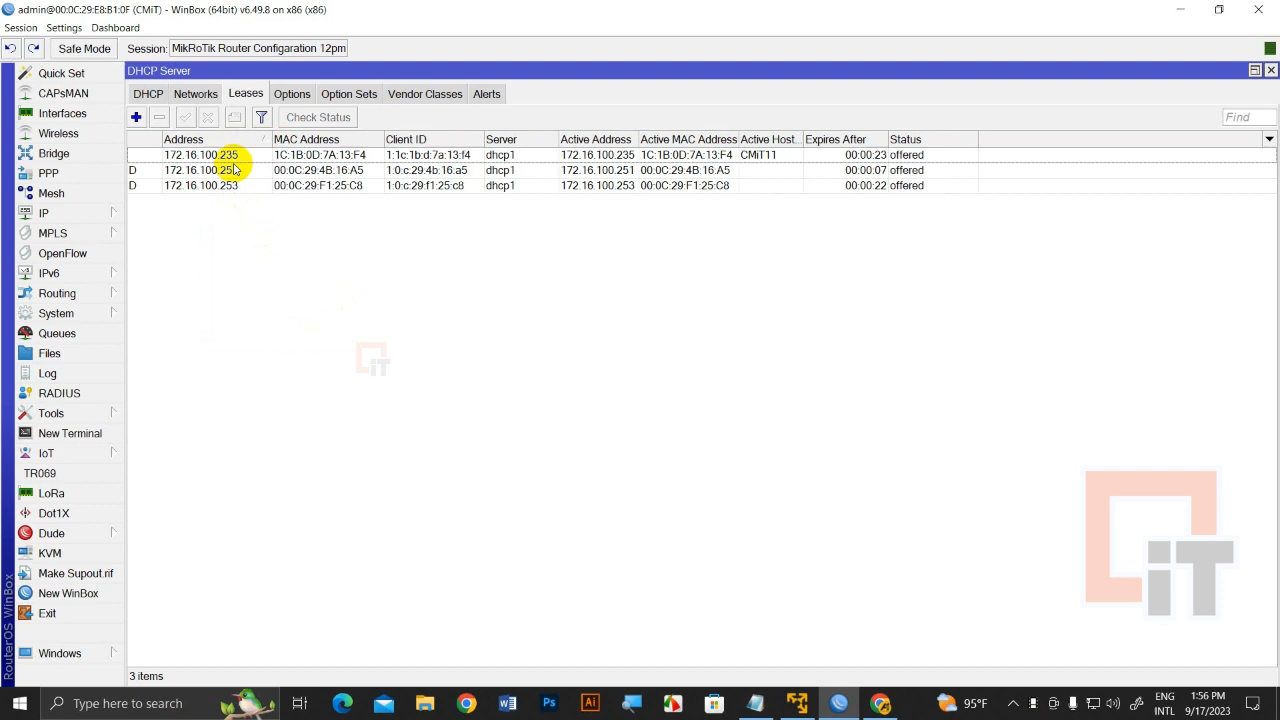 admin@00:0C:29:E8:B1:0F (CMiT) - WinBox (64bit) v6.49.8 on x86 (x86)
Session Settings Dashboard
Safe Mode Session: MikRoTik Router Configaration 12pm
DHCP Server
DHCP Networks Leases Options Option Sets Vendor Classes Alerts
Check Status Find
Address MAC Address Client ID Server Active Address Active MAC Address Active Host... Expires After Status
172.16.100.235 1C:1B:0D:7A:13:F4 1:1c:1b:d:7a:13:f4 dhcp1 172.16.100.235 1C:1B:0D:7A:13:F4 CMiT11 00:00:23 offered
D 172.16.100.251 00:0C:29:4B:16:A5 1:0:c:29:4b:16:a5 dhcp1 172.16.100.251 00:0C:29:4B:16:A5 00:00:07 offered
D 172.16.100.253 00:0C:29:F1:25:C8 1:0:c:29:f1:25:c8 dhcp1 172.16.100.253 00:0C:29:F1:25:C8 00:00:22 offered
Quick Set
CAPsMAN
Interfaces
Wireless
Bridge
PPP
Mesh
IP
MPLS
OpenFlow
IPv6
Routing
System
Queues
Files
Log
RADIUS
Tools
New Terminal
IoT
TR069
LoRa
Dot1X
Dude
KVM
Make Supout.rif
New WinBox
Exit
Windows
RouterOS WinBox
iT
iT
3 items
Type here to search
95°F
ENG
INTL
1:56 PM
9/17/2023